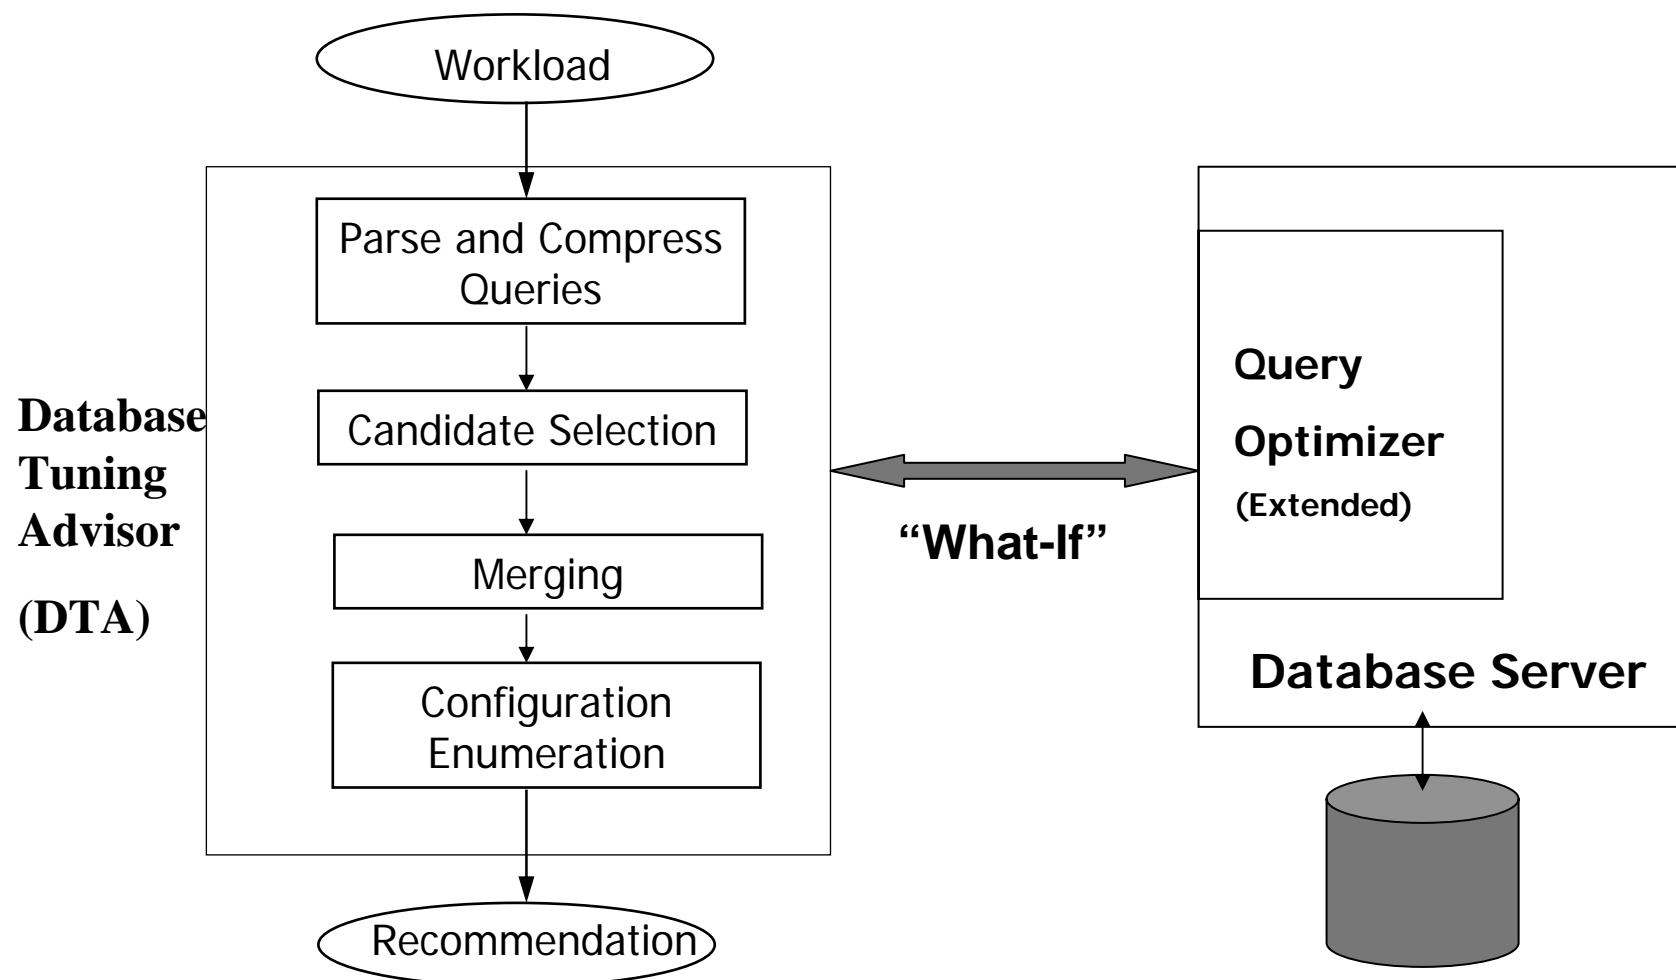 Workload
Parse and Compress
Queries
Candidate Selection
Merging
Configuration
Enumeration
Recommendation
Database
Tuning
Advisor
(DTA)
“What-If”
Query
Optimizer
(Extended)
Database Server